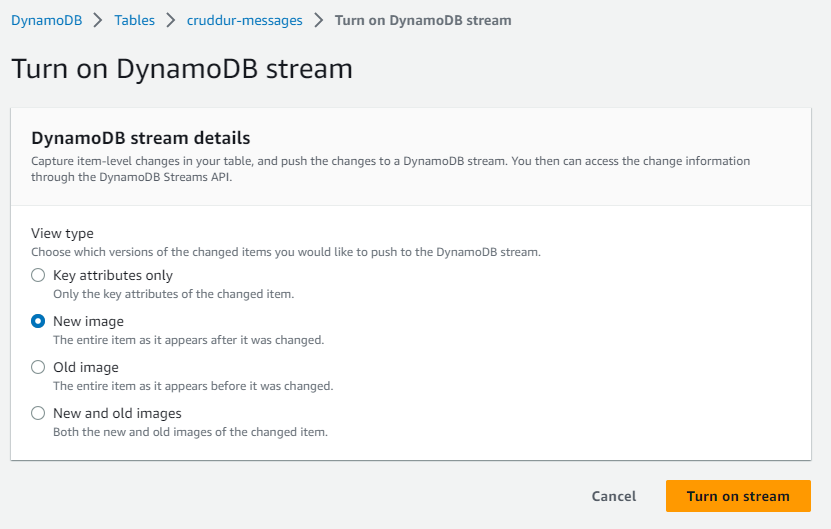 DynamoDB > Tables > cruddur-messages > Turn on DynamoDB stream
Turn on DynamoDB stream
DynamoDB stream details
Capture item-level changes in your table, and push the changes to a DynamoDB stream. You then can access the change information
through the DynamoDB Streams API.
View type
Choose which versions of the changed items you would like to push to the DynamoDB stream.
Key attributes only
Only the key attributes of the changed item.
New image
The entire item as it appears after it was changed.
Old image
The entire item as it appears before it was changed.
New and old images
Both the new and old images of the changed item.
Cancel Turn on stream